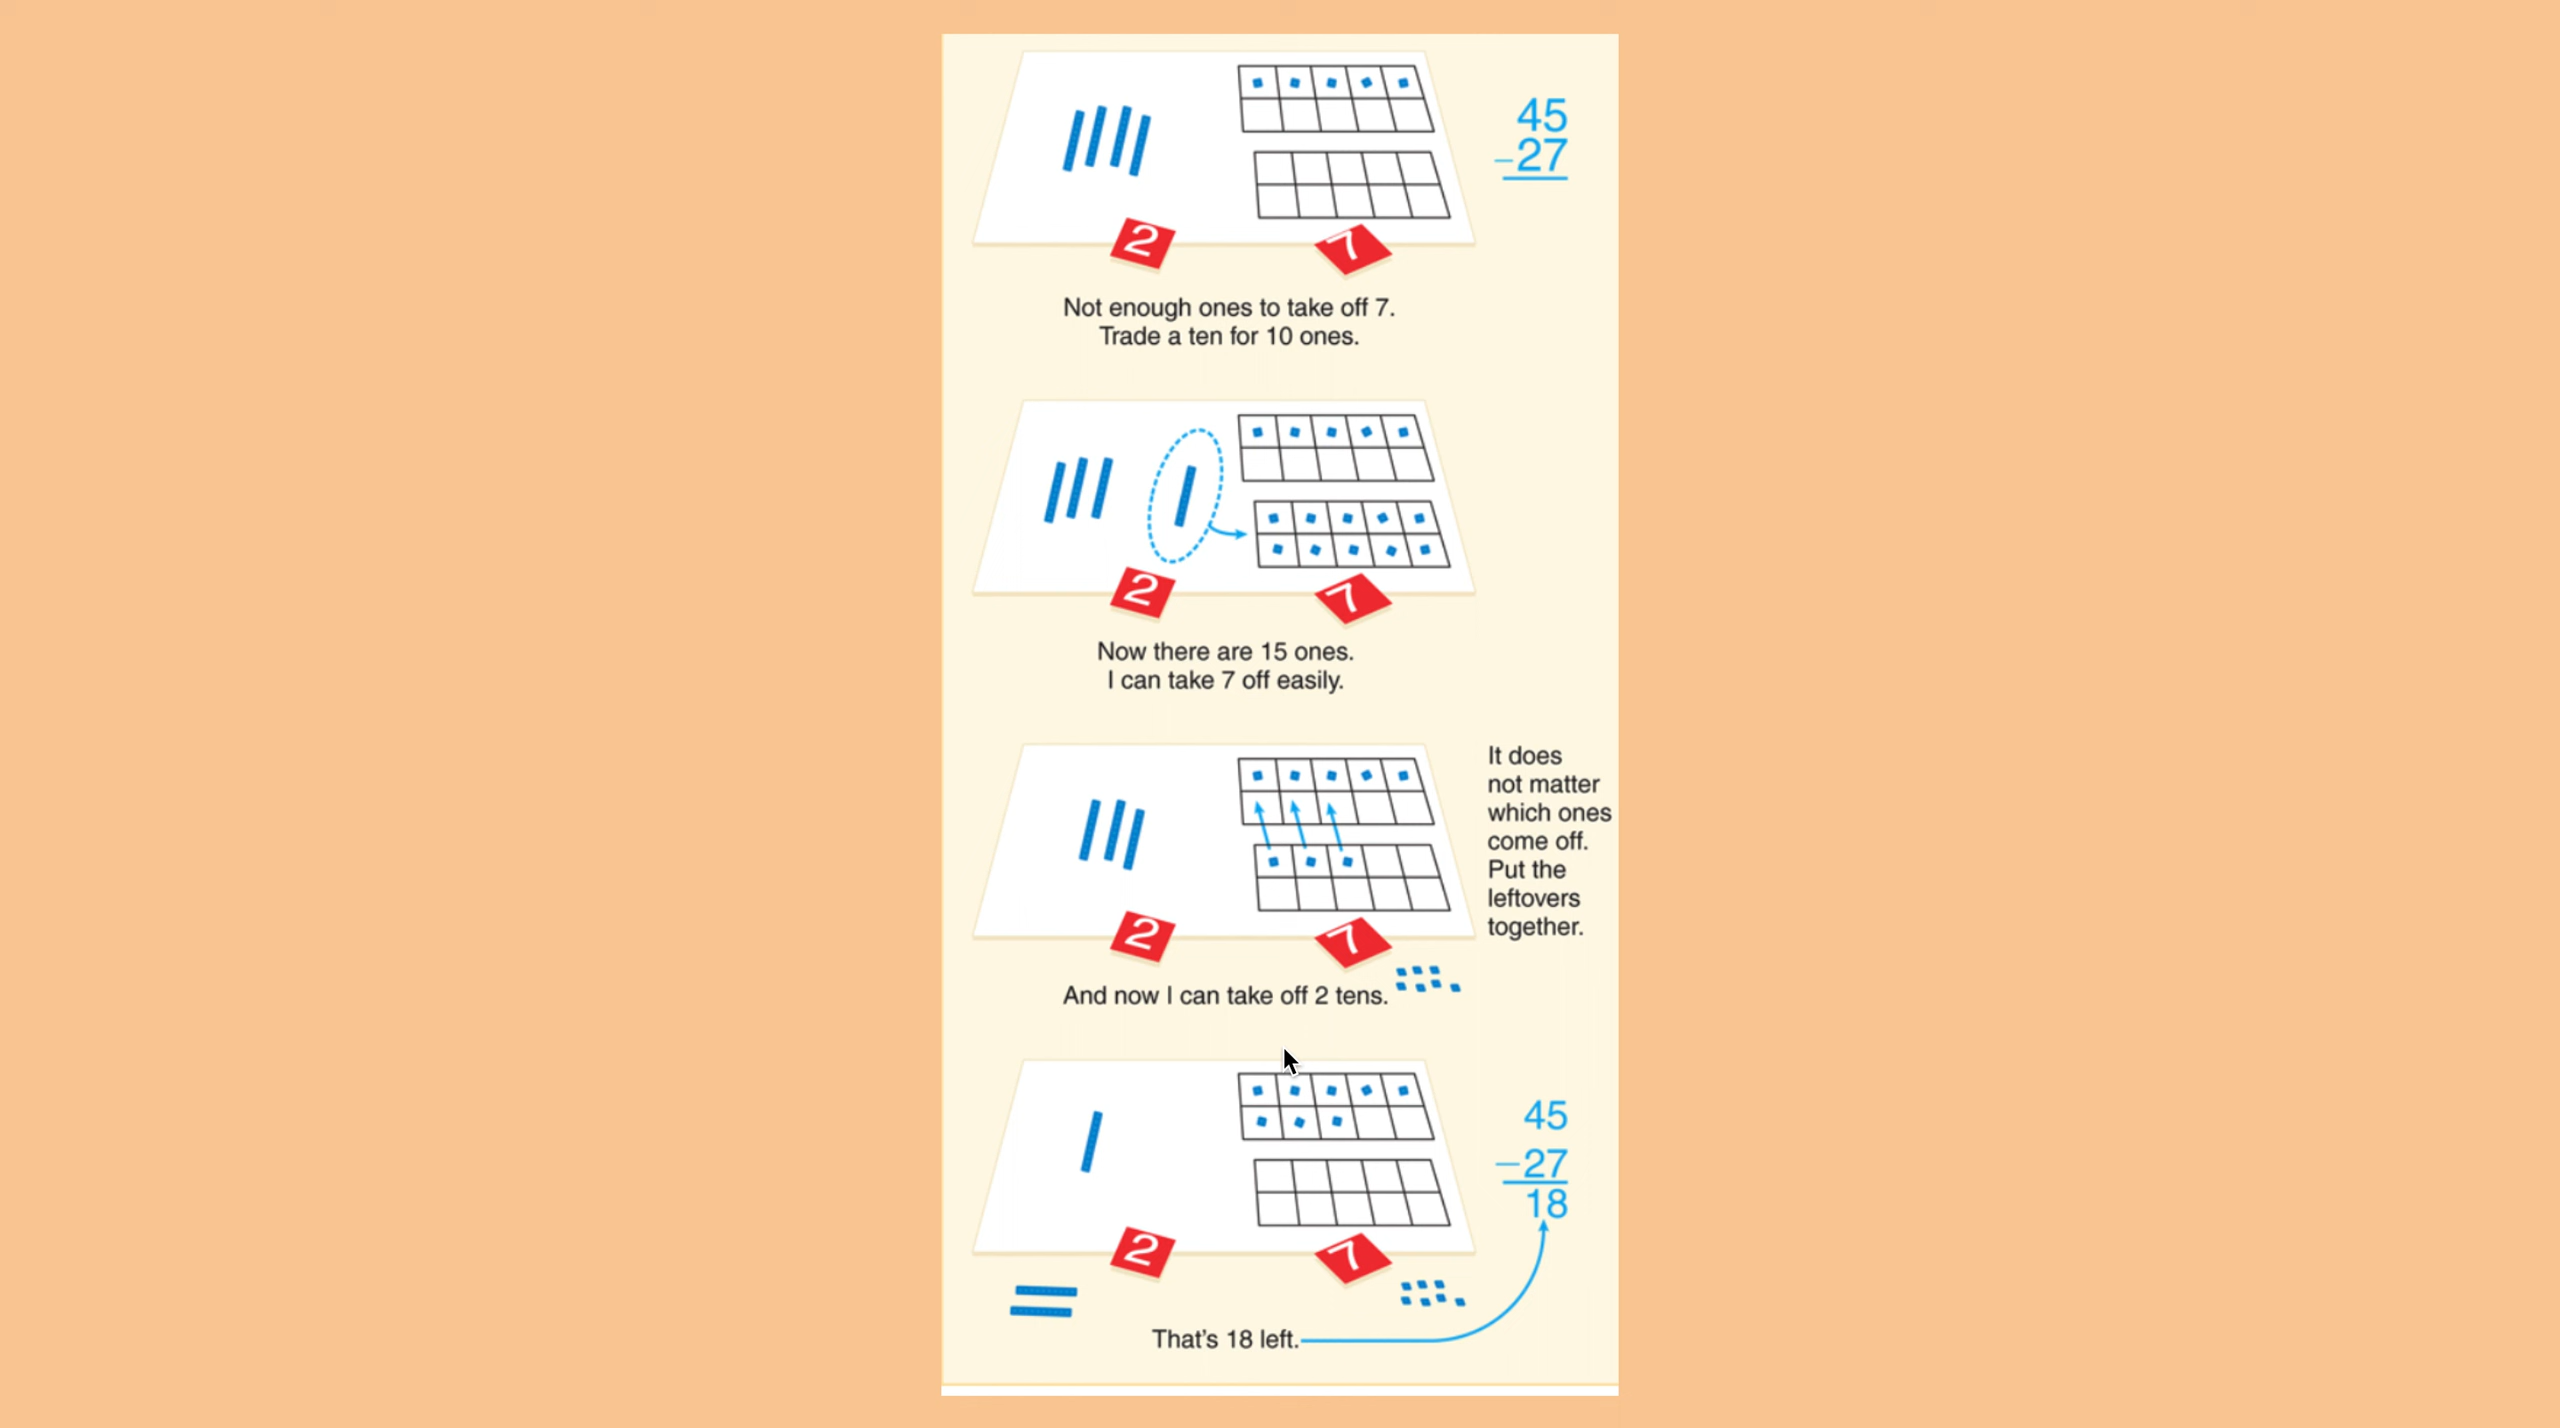 45
–27
2
7
Not enough ones to take off 7.
Trade a ten for 10 ones.
2
7
Now there are 15 ones.
I can take 7 off easily.
It does
not matter
which ones
come off.
Put the
leftovers
together.
2
7
And now I can take off 2 tens.
45
–27
18
2
7
That’s 18 left.